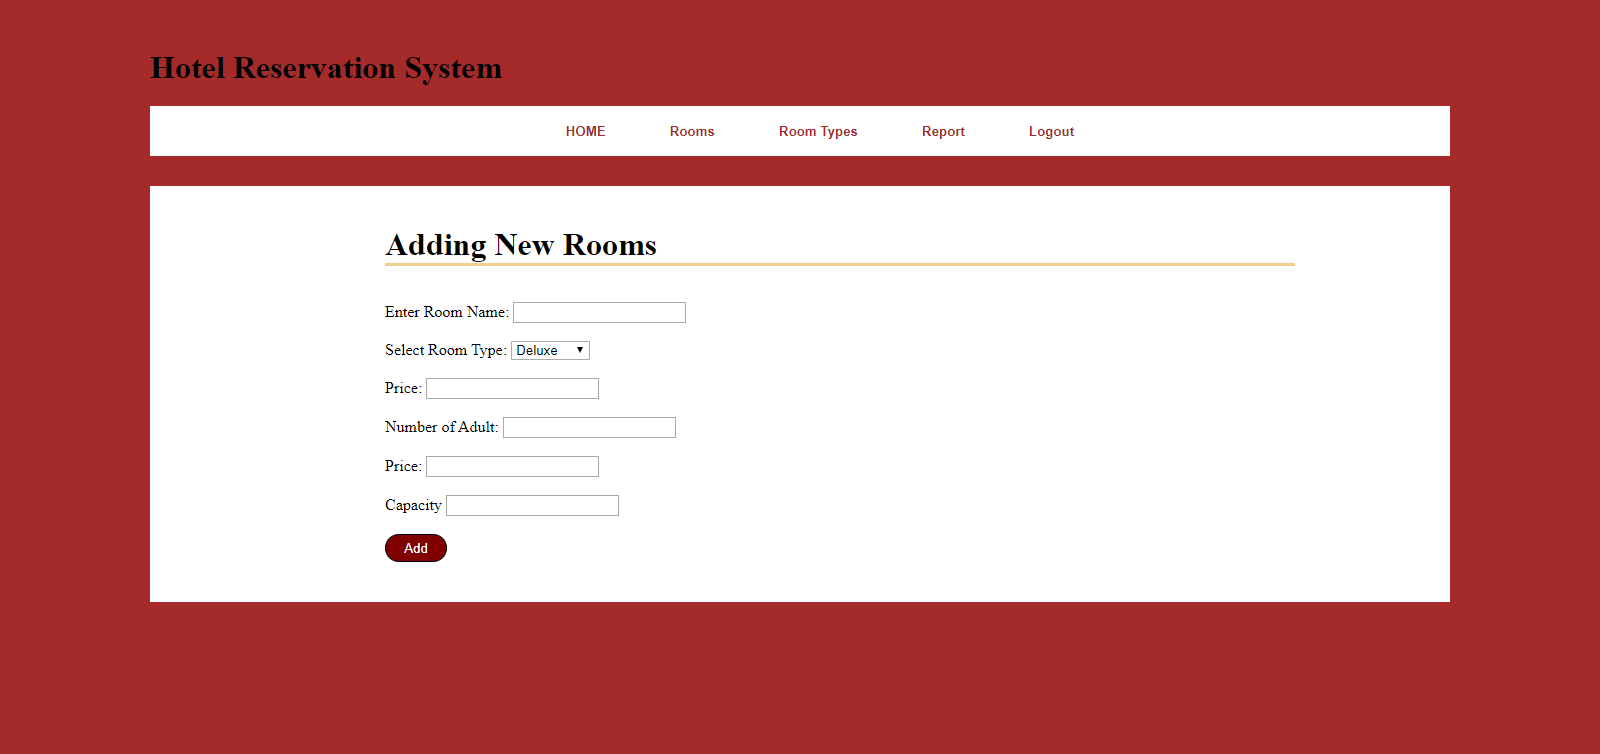 Hotel Reservation System
HOME Rooms Room Types Report Logout
Adding New Rooms
Enter Room Name:
Select Room Type: Deluxe
Price:
Number of Adult:
Price:
Capacity
Add